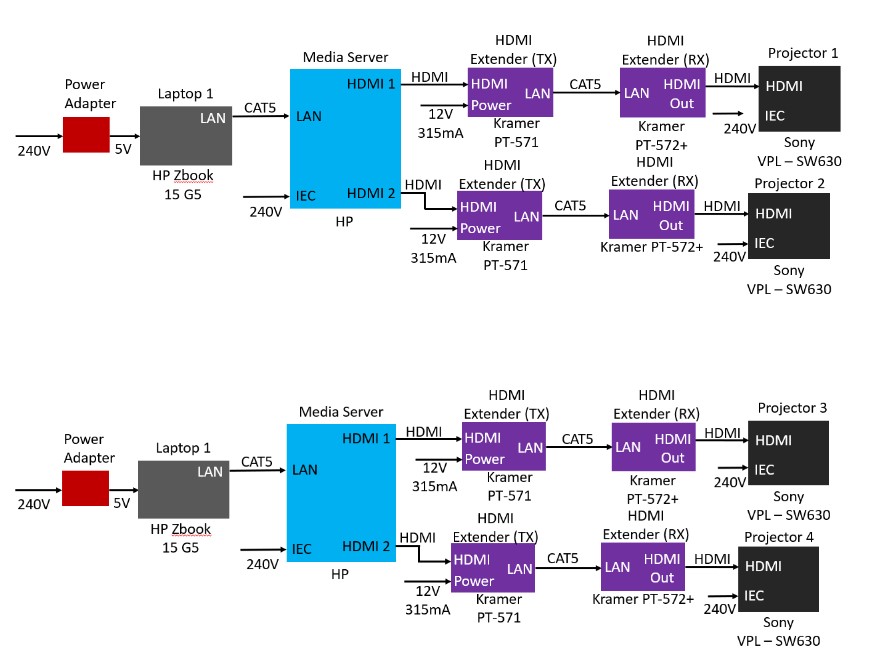 Power
Adapter
240V
5V
Laptop 1
LAN
HP Zbook
15 G5
CAT5
Media Server
HDMI 1
LAN
240V
IEC
HDMI 2
HP
HDMI
HDMI
Extender (TX)
HDMI
LAN
Power
12V
315mA
Kramer
PT-571
CAT5
HDMI
Extender (RX)
LAN
HDMI
Out
Kramer
PT-572+
HDMI
Projector 1
HDMI
IEC
240V
Sony
VPL – SW630
HDMI
HDMI
Extender (TX)
HDMI
LAN
Power
12V
315mA
Kramer
PT-571
CAT5
HDMI
Extender (RX)
LAN
HDMI
Out
Kramer PT-572+
HDMI
Projector 2
HDMI
IEC
240V
Sony
VPL – SW630
Power
Adapter
240V
5V
Laptop 1
LAN
HP Zbook
15 G5
CAT5
Media Server
HDMI 1
LAN
240V
IEC
HDMI 2
HP
HDMI
HDMI
Extender (TX)
HDMI
LAN
Power
12V
315mA
Kramer
PT-571
CAT5
HDMI
Extender (RX)
LAN
HDMI
Out
Kramer
PT-572+
HDMI
Projector 3
HDMI
IEC
240V
Sony
VPL – SW630
HDMI
HDMI
Extender (TX)
HDMI
LAN
Power
12V
315mA
Kramer
PT-571
CAT5
HDMI
Extender (RX)
LAN
HDMI
Out
Kramer PT-572+
HDMI
Projector 4
HDMI
IEC
240V
Sony
VPL – SW630